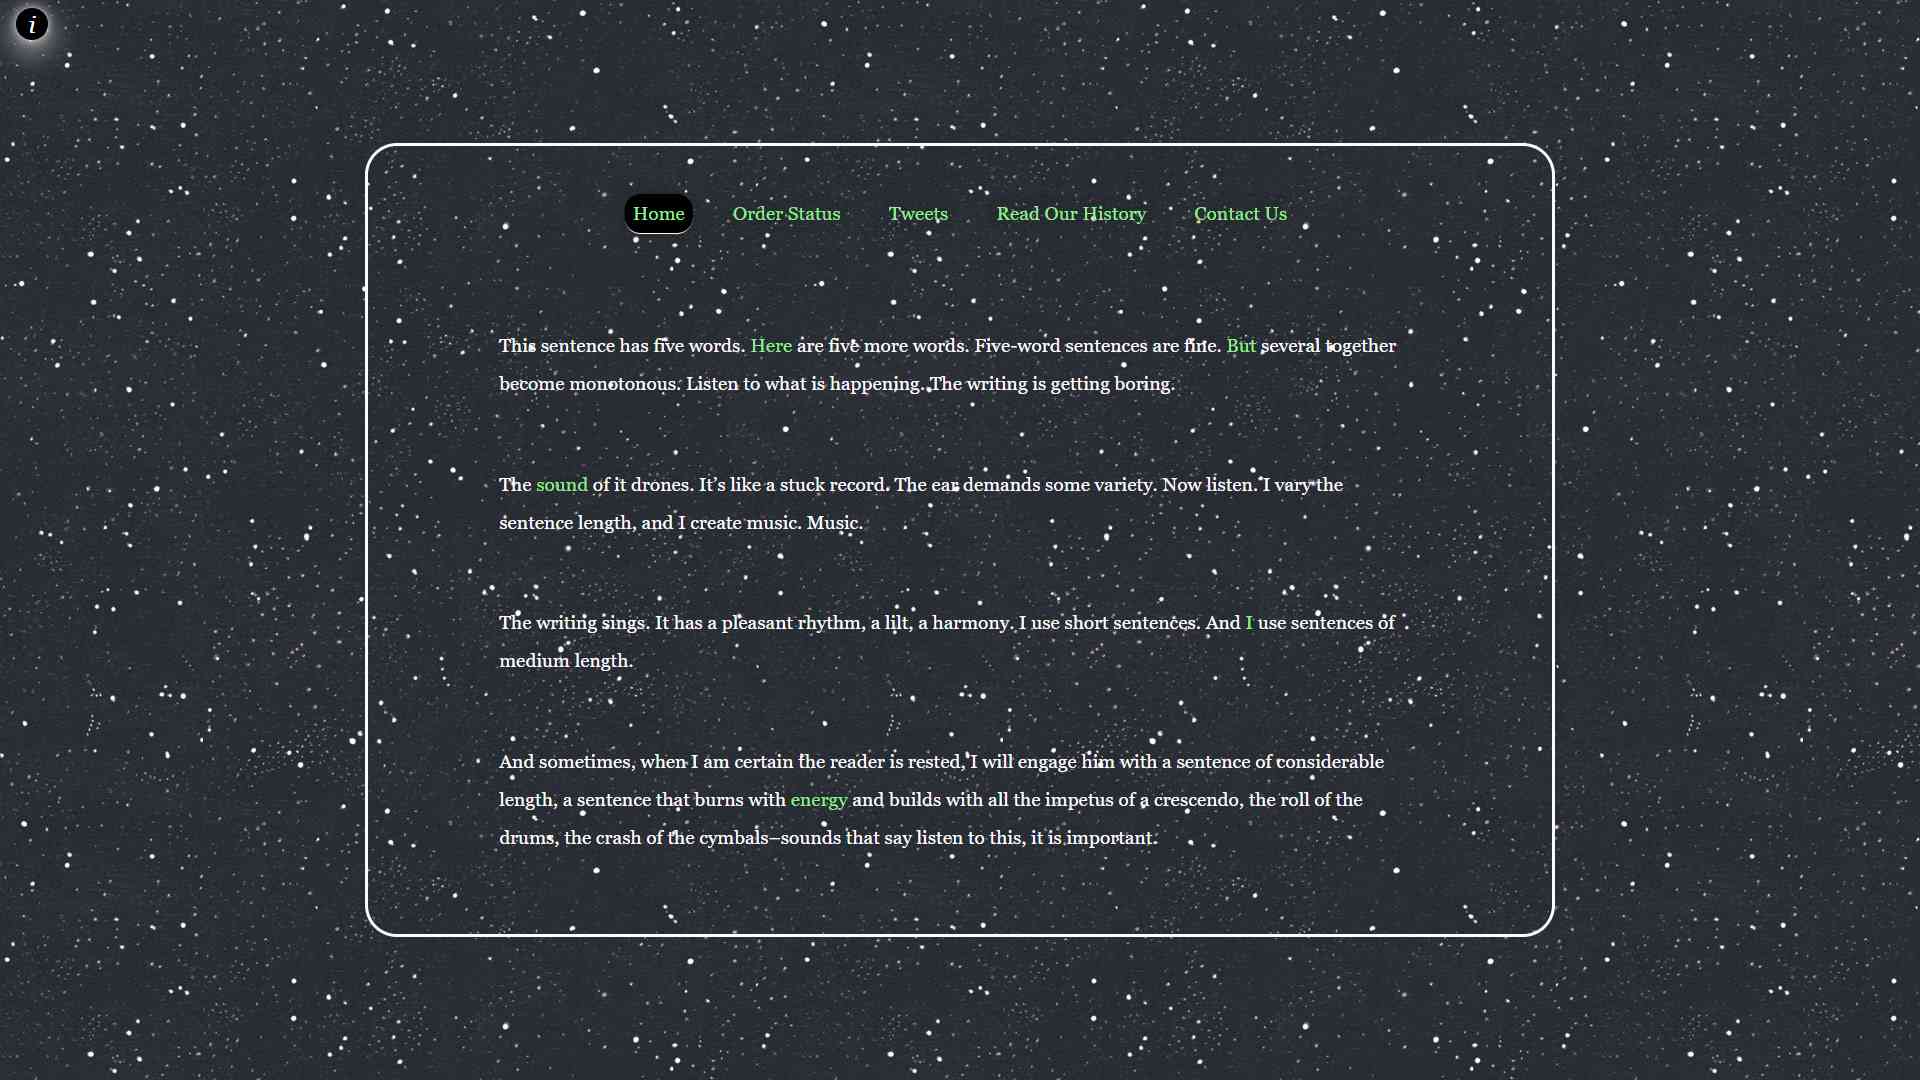 i
Home Order Status Tweets Read Our History Contact Us
This sentence has five words. Here are five more words. Five-word sentences are fine. But several together
become monotonous. Listen to what is happening. The writing is getting boring.
The sound of it drones. It’s like a stuck record. The ear demands some variety. Now listen. I vary the
sentence length, and I create music. Music.
The writing sings. It has a pleasant rhythm, a lilt, a harmony. I use short sentences. And I use sentences of
medium length.
And sometimes, when I am certain the reader is rested, I will engage him with a sentence of considerable
length, a sentence that burns with energy and builds with all the impetus of a crescendo, the roll of the
drums, the crash of the cymbals–sounds that say listen to this, it is important.